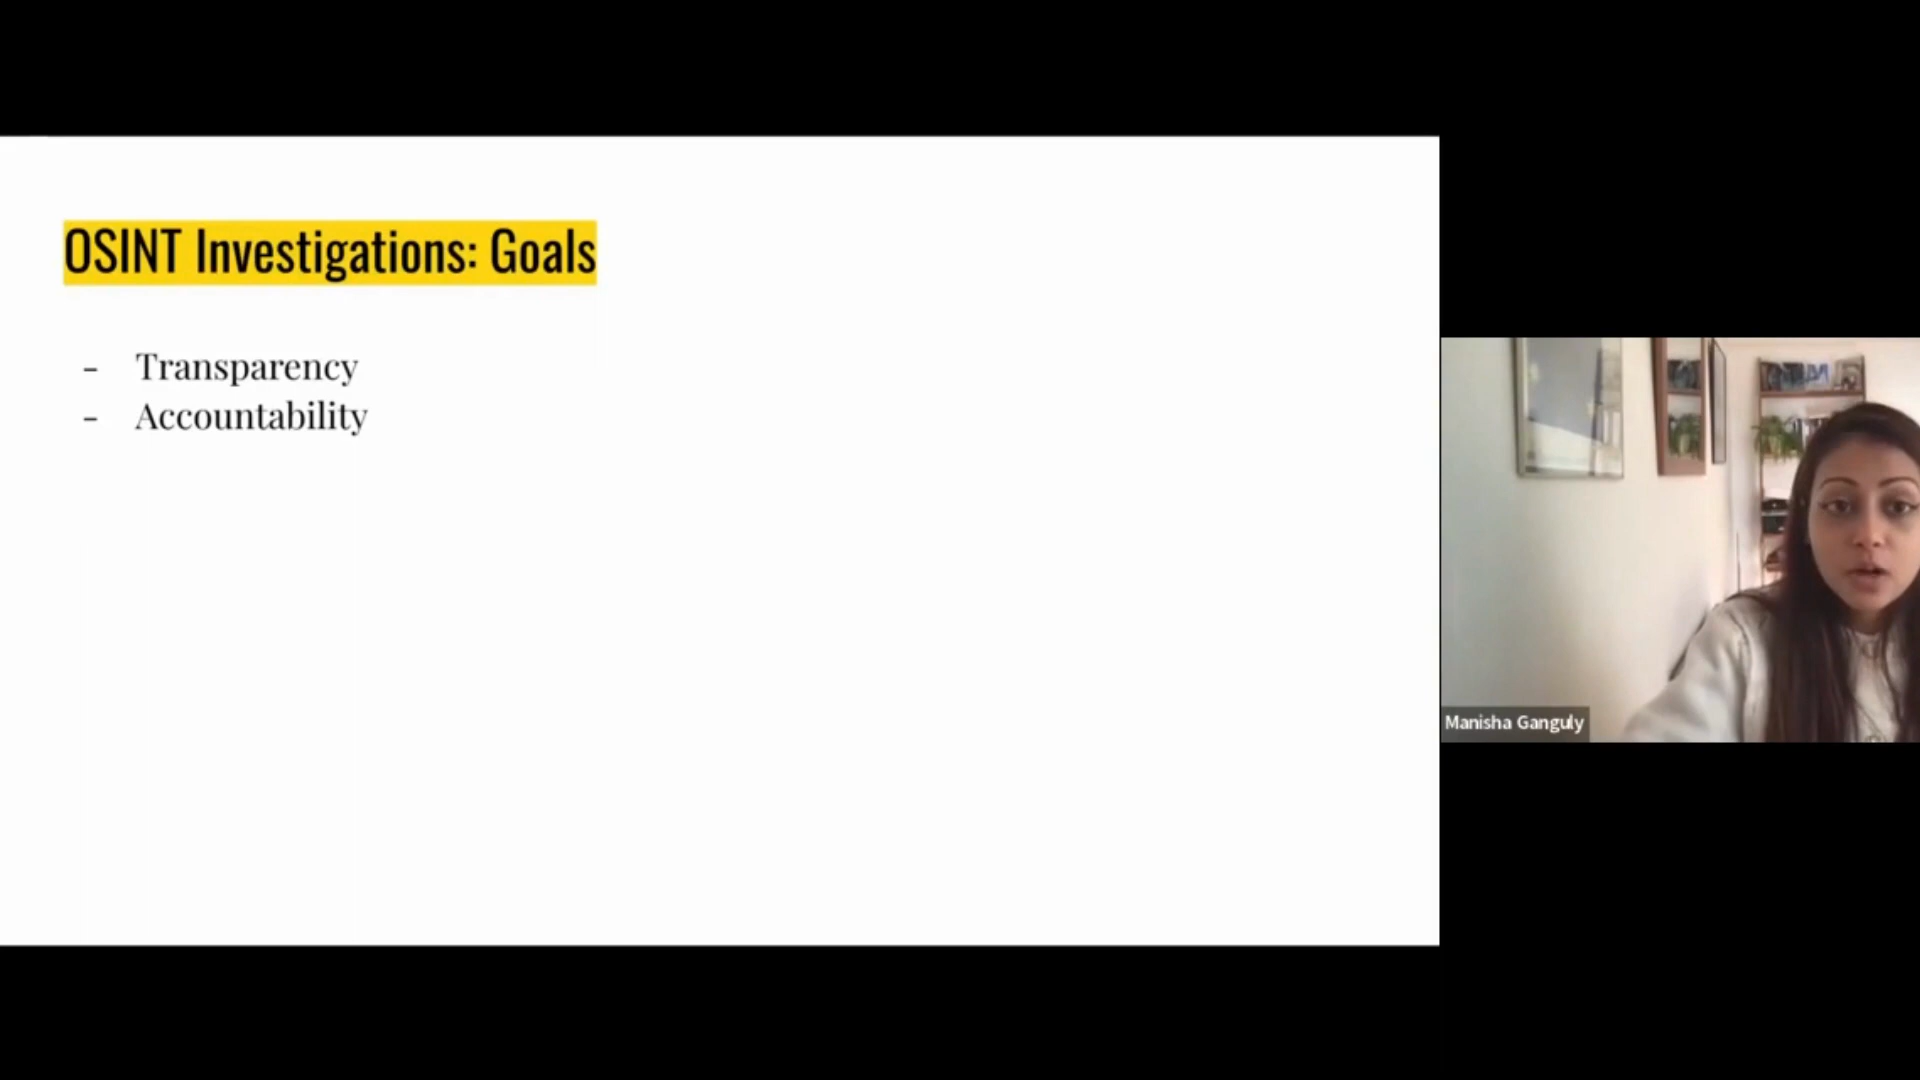 OSINT Investigations: Goals
- Transparency
- Accountability
Manisha Ganguly